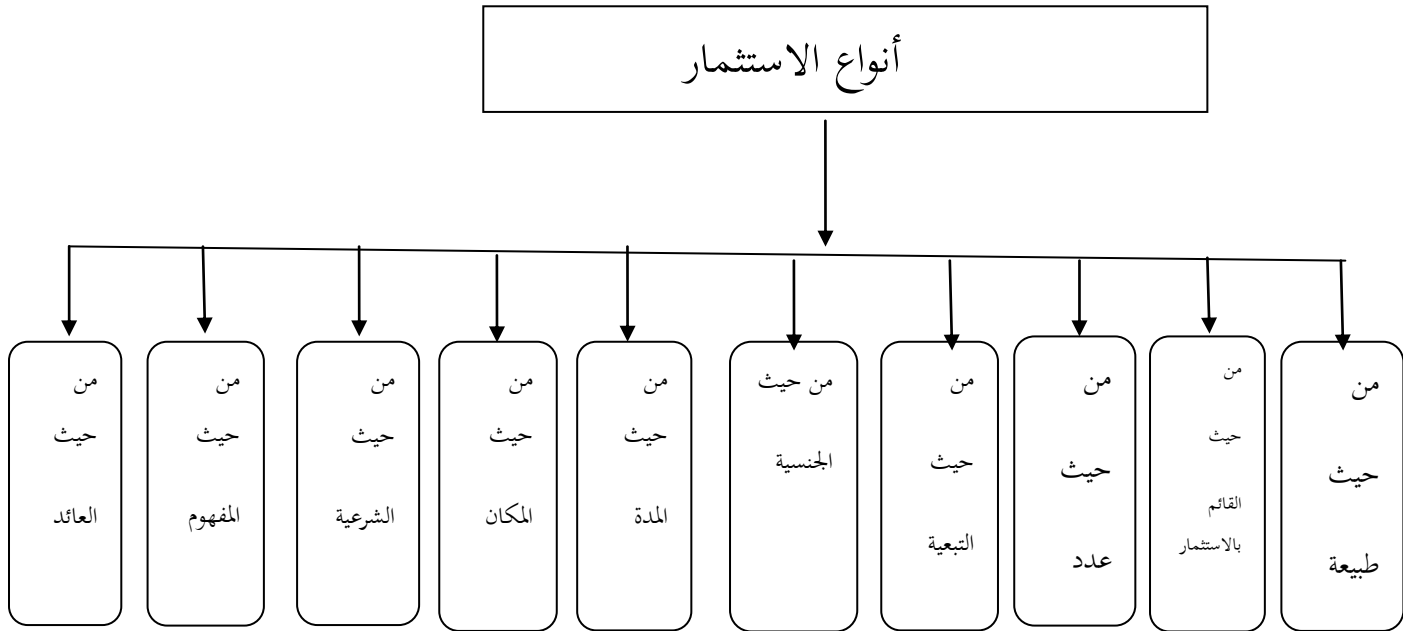 أنواع الاستثمار
من
حيث
طبيعة
من
حيث
القائم
بالاستثمار
من
حيث
عدد
من
حيث
التبعية
من حيث
الجنسية
من
حيث
المدة
من
حيث
المكان
من
حيث
الشرعية
من
حيث
المفهوم
من
حيث
العائد